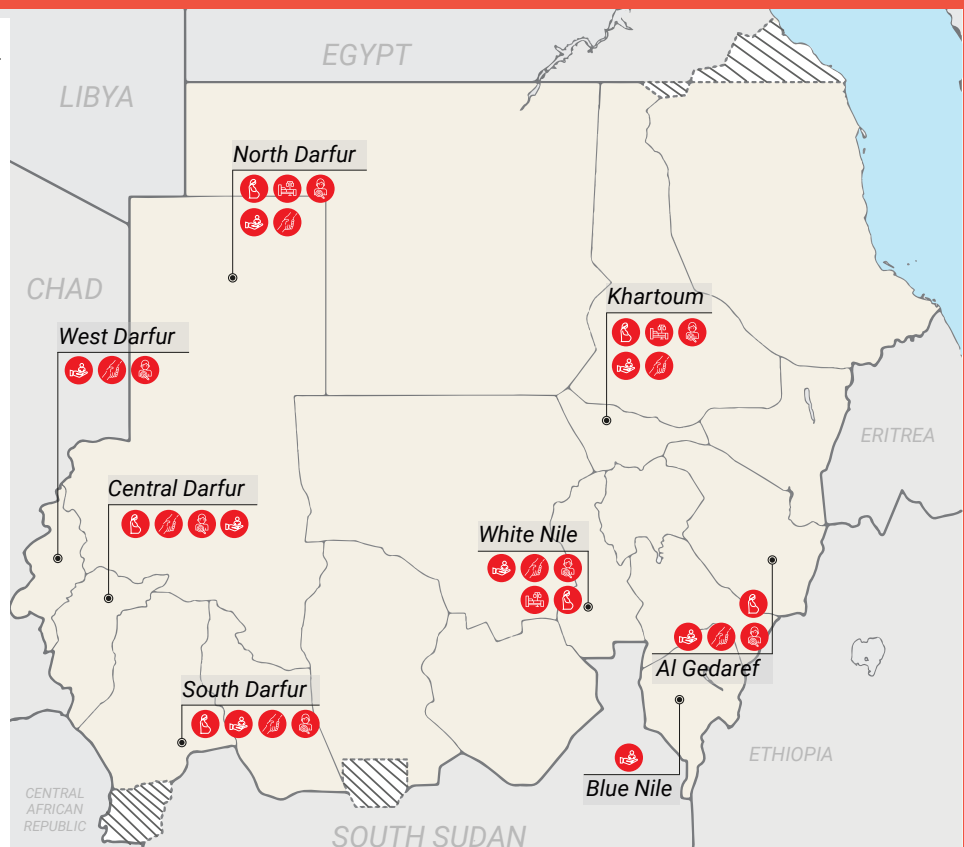 EGYPT
LIBYA
North Darfur
CHAD
Khartoum
West Darfur
ERITREA
Central Darfur
White Nile
Al Gedaref
South Darfur
ETHIOPIA
Blue Nile
CENTRAL
AFRICAN
REPUBLIC
SOUTH SUDAN